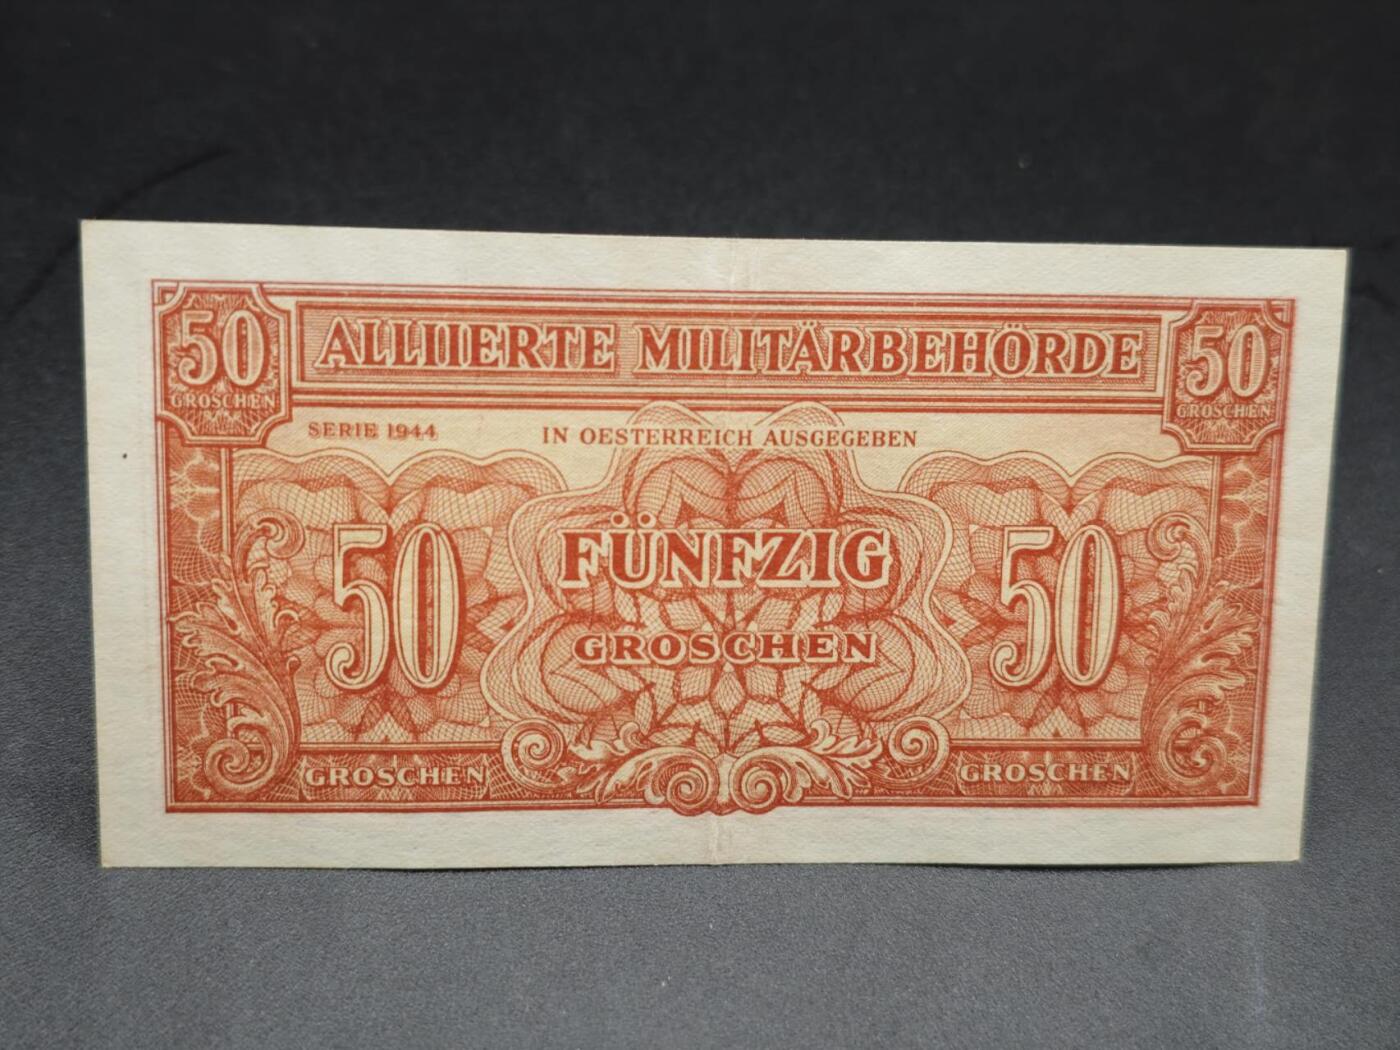 50 ALLIIERTE MILITÄRBEHÖRDE 50
GROSCHEN GROSCHEN
SERIE 1944 IN OESTERREICH AUSGEGEBEN
50 FÜNFZIG 50
GROSCHEN
GROSCHEN GROSCHEN